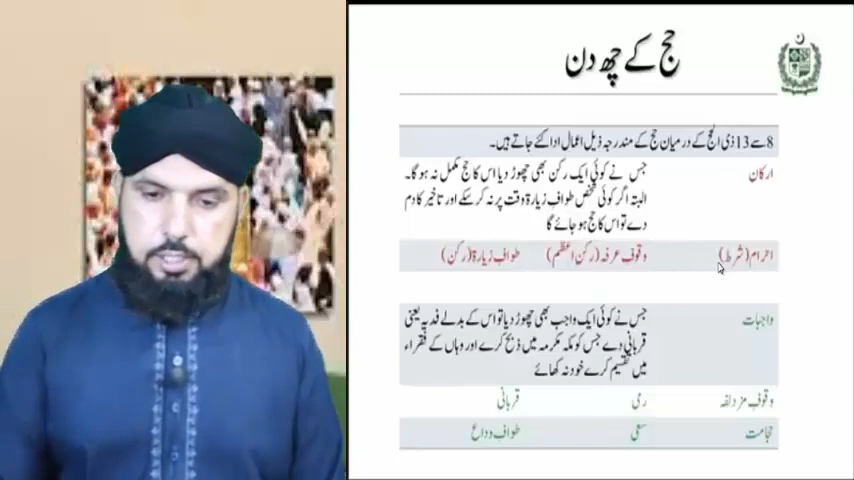 حج کے چھ دن
8 سے 13 ذی الحج کے درمیان حج کے مندرجہ ذیل اعمال ادا کئے جاتے ہیں۔
ارکان
جس نے کوئی ایک رکن بھی چھوڑ دیا اس کا حج مکمل نہ ہوگا۔
البتہ اگر کوئی شخص طواف زیارۃ وقت پر نہ کرسکے اور تاخیر کا دم
دے تو اس کا حج ہو جائے گا
احرام (شرط) وقوف عرفہ (رکن اعظم) طواف زیارۃ (رکن)
واجبات
جس نے کوئی ایک واجب بھی چھوڑ دیا تو اس کے بدلے فدیہ یعنی
قربانی دے جس کو مکہ مکرمہ میں ذبح کرے اور وہاں کے فقراء
میں تقسیم کرے خود نہ کھائے
وقوفِ مزدلفہ رمی قربانی
حجامت سعی طوافِ وداع